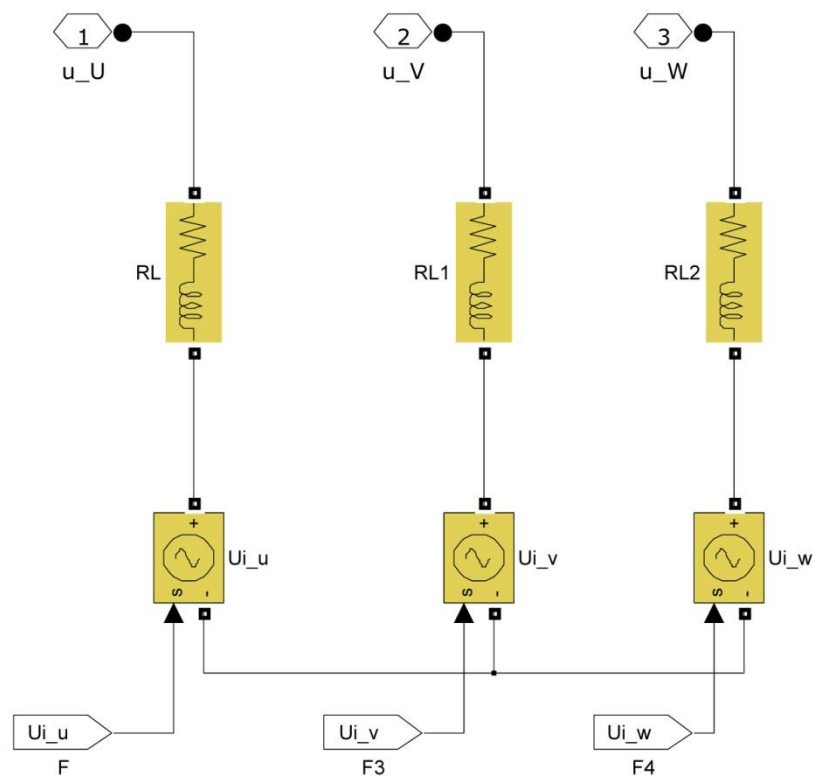 1 2 3
u_U u_V u_W
RL RL1 RL2
+ + +
Ui_u Ui_v Ui_w
s - s - s -
Ui_u Ui_v Ui_w
F F3 F4